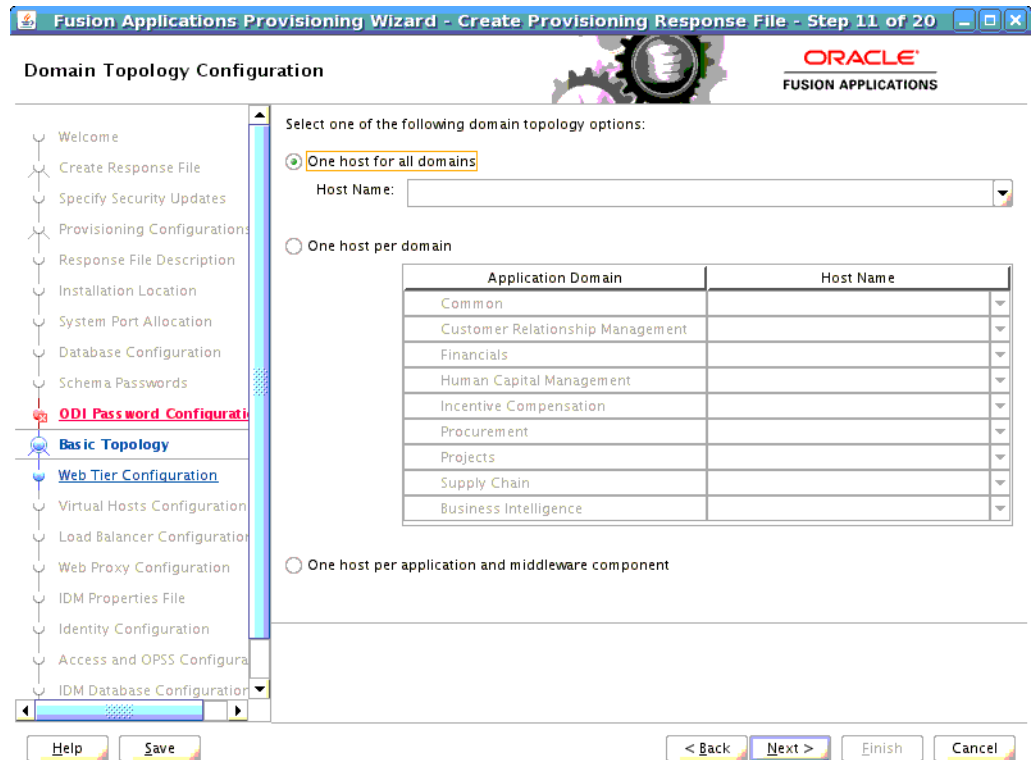 Fusion Applications Provisioning Wizard - Create Provisioning Response File - Step 11 of 20
Domain Topology Configuration
ORACLE
FUSION APPLICATIONS
Welcome
Create Response File
Specify Security Updates
Provisioning Configurations
Response File Description
Installation Location
System Port Allocation
Database Configuration
Schema Passwords
ODI Password Configurati
Basic Topology
Web Tier Configuration
Virtual Hosts Configuration
Load Balancer Configuration
Web Proxy Configuration
IDM Properties File
Identity Configuration
Access and OPSS Configura
IDM Database Configuration
Select one of the following domain topology options:
One host for all domains
Host Name:
One host per domain
Application Domain Host Name
Common
Customer Relationship Management
Financials
Human Capital Management
Incentive Compensation
Procurement
Projects
Supply Chain
Business Intelligence
One host per application and middleware component
Help Save < Back Next > Finish Cancel